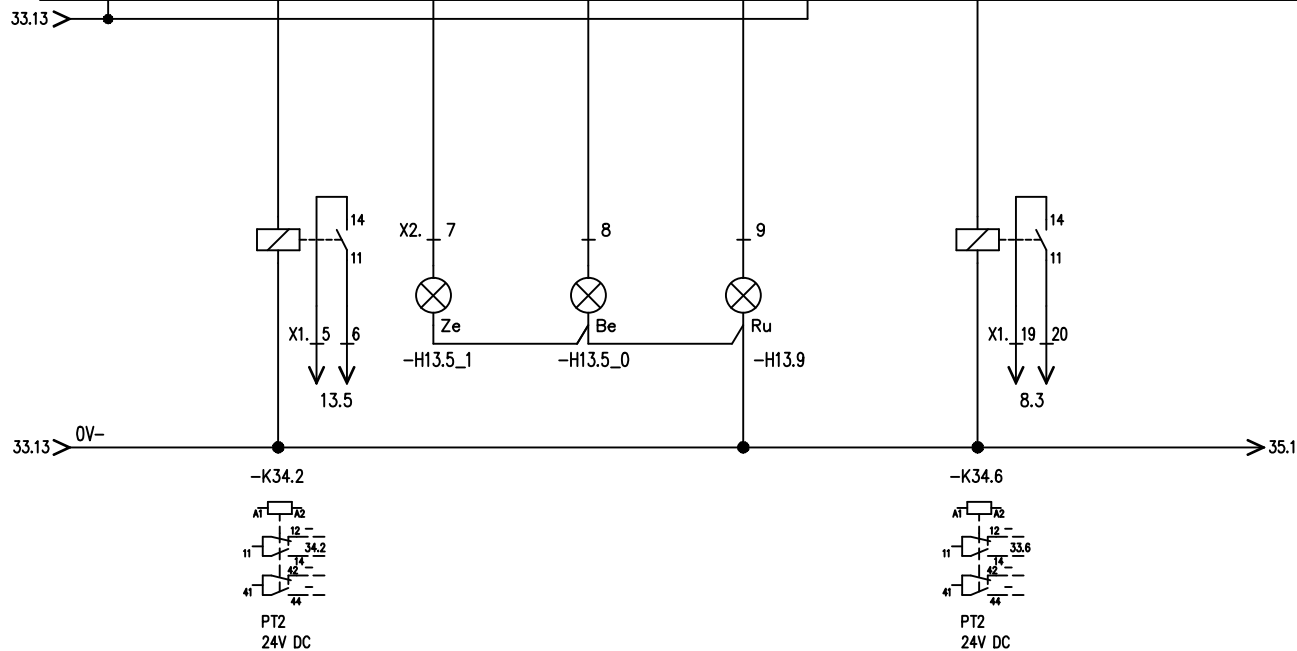 33.13
14
11
X1. 5 6
13.5
X2. 7 8 9
Ze Be Ru
-H13.5_1 -H13.5_0 -H13.9
14
11
X1. 19 20
8.3
33.13 0V- 35.1
-K34.2
A1 A2
12
11 34.2
14
42
41
44
PT2
24V DC
-K34.6
A1 A2
12
11 33.6
14
42
41
44
PT2
24V DC